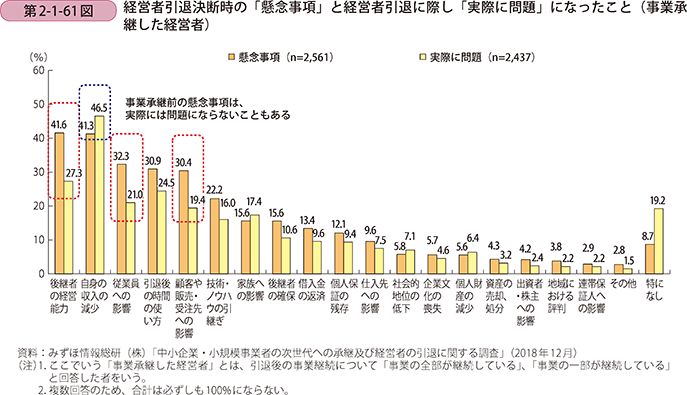 第2-1-61図
経営者引退決断時の「懸念事項」と経営者引退に際し「実際に問題」になったこと（事業承
継した経営者）
（％）
懸念事項（n=2,561）
実際に問題（n=2,437）
60
50
40
30
20
10
0
事業承継前の懸念事項は、
実際には問題にならないこともある
41.6
27.3
41.3
46.5
32.3
21.0
30.9
24.5
30.4
19.4
22.2
16.0
15.6
17.4
15.6
10.6
13.4
9.6
12.1
9.4
9.6
7.5
5.8
7.1
5.7
4.6
5.6
6.4
4.3
3.2
4.2
2.4
3.8
2.2
2.9
2.2
2.8
1.5
8.7
19.2
後継者
の経営
能力
自身の
収入の
減少
従業員
への影
響
引退後
の時間
の使い
方
顧客や
販売・
受注先
への
影響
技術・
ノウハ
ウの引
継ぎ
家族へ
の影響
後継者
の確保
借入金
の返済
個人保
証の
残存
仕入先
への影
響
社会的
地位の
低下
企業文
化の
喪失
個人財
産の減
少
資産の
売却、
処分
出資者
・株主
への影
響
地域に
おける
評判
連帯保
証人へ
の影響
その他
特に
なし
資料：みずほ情報総研（株）「中小企業・小規模事業者の次世代への承継及び経営者の引退に関する調査」（2018年12月）
（注）1. ここでいう「事業承継した経営者」とは、引退後の事業継続について「事業の全部が継続している」、「事業の一部が継続している」
と回答した者をいう。
2. 複数回答のため、合計は必ずしも100%にならない。